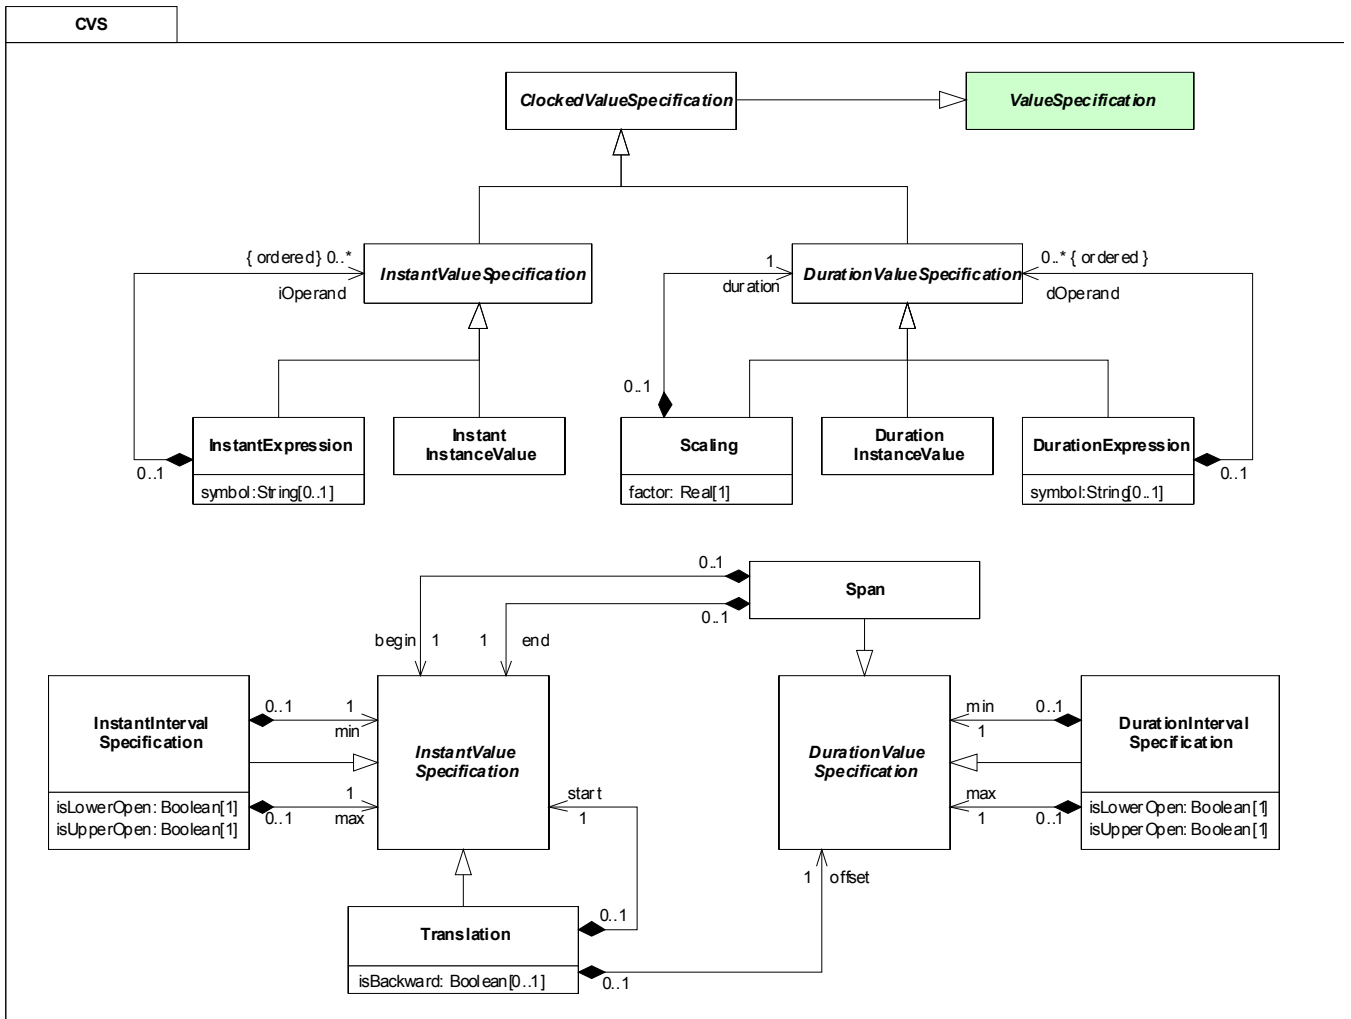 CVS
ClockedValueSpecification
ValueSpecification
{ ordered} 0..*
InstantValueSpecification
iOperand
1
duration
DurationValueSpecification
0..* { ordered }
dOperand
0..1
InstantExpression
symbol:String[0..1]
0..1
Instant
InstanceValue
Scaling
factor: Real[1]
Duration
InstanceValue
DurationExpression
symbol:String[0..1]
0..1
0..1
0..1
Span
begin
1
1
end
InstantInterval
Specification
isLowerOpen: Boolean[1]
isUpperOpen: Boolean[1]
0..1
1
min
1
0..1
max
InstantValue
Specification
start
1
DurationValue
Specification
min
0..1
1
max
1
0..1
DurationInterval
Specification
isLowerOpen: Boolean[1]
isUpperOpen: Boolean[1]
1
offset
Translation
isBackward: Boolean[0..1]
0..1
0..1